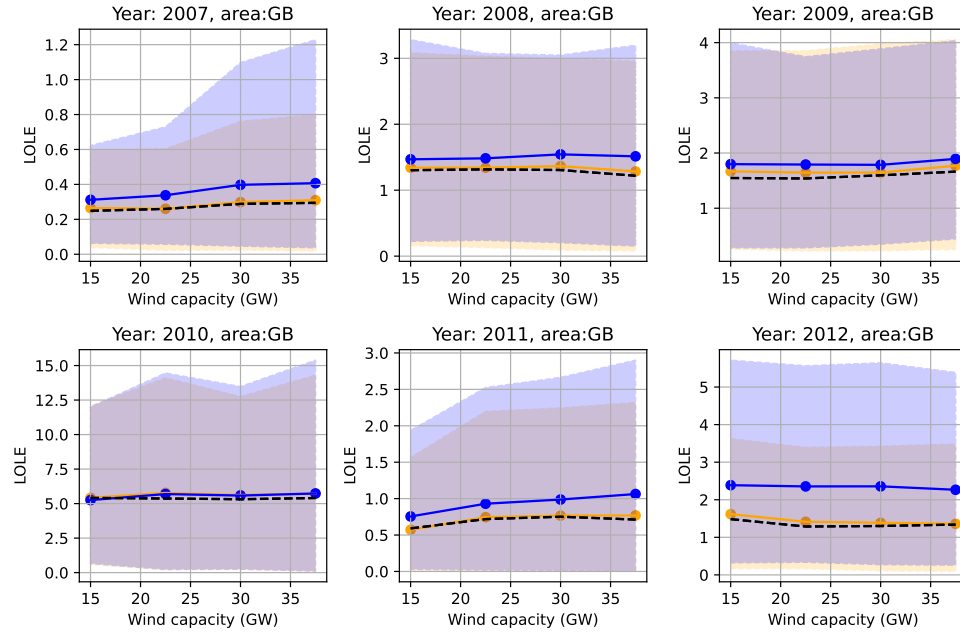 Year: 2007, area:GB
LOLE
1.2
1.0
0.8
0.6
0.4
0.2
0.0
15 20 25 30 35
Wind capacity (GW)
Year: 2008, area:GB
LOLE
3
2
1
0
15 20 25 30 35
Wind capacity (GW)
Year: 2009, area:GB
LOLE
4
3
2
1
15 20 25 30 35
Wind capacity (GW)
Year: 2010, area:GB
LOLE
15.0
12.5
10.0
7.5
5.0
2.5
0.0
15 20 25 30 35
Wind capacity (GW)
Year: 2011, area:GB
LOLE
3.0
2.5
2.0
1.5
1.0
0.5
0.0
15 20 25 30 35
Wind capacity (GW)
Year: 2012, area:GB
LOLE
5
4
3
2
1
0
15 20 25 30 35
Wind capacity (GW)